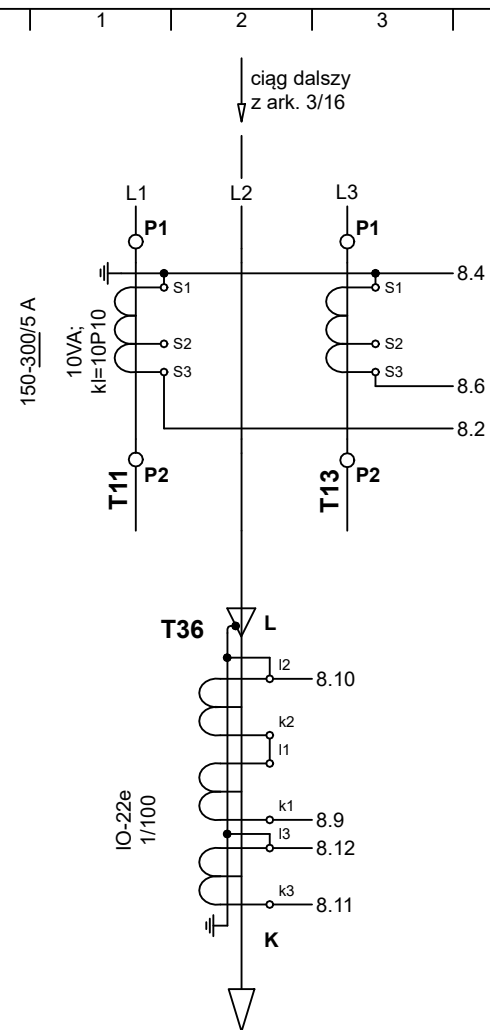 1 2 3
ciąg dalszy
z ark. 3/16
L1 L2 L3
P1 P1
8.4
S1 S1
150-300/5 A
10VA;
kl=10P10
S2 S2
S3 S3
8.6
8.2
P2 P2
T11 T13
T36 L
l2
8.10
k2
l1
IO-22e
1/100
k1
8.9
l3
8.12
k3
8.11
K